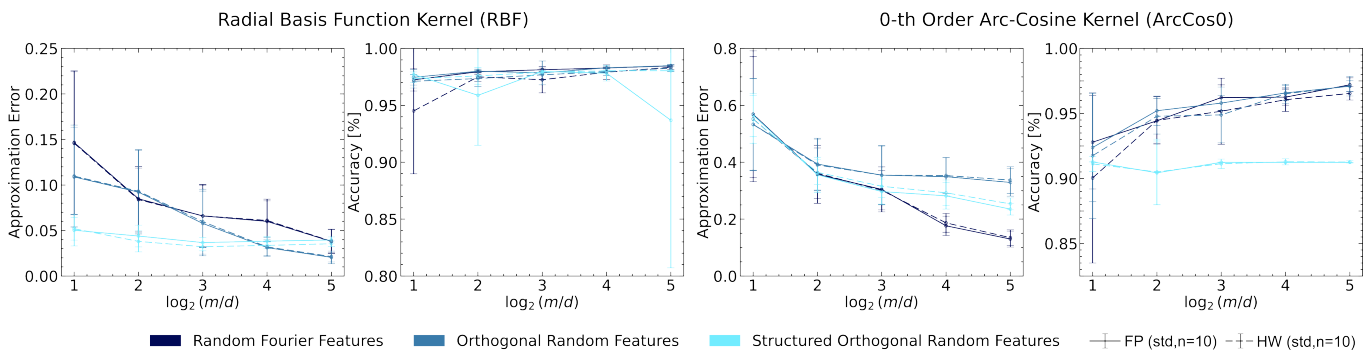 Radial Basis Function Kernel (RBF)
0-th Order Arc-Cosine Kernel (ArcCos0)
Approximation Error
0.25
0.20
0.15
0.10
0.05
0.00
1 2 3 4 5
log₂ (m/d)
Accuracy [%]
1.00
0.95
0.90
0.85
0.80
1 2 3 4 5
log₂ (m/d)
Approximation Error
0.8
0.6
0.4
0.2
0.0
1 2 3 4 5
log₂ (m/d)
Accuracy [%]
1.00
0.95
0.90
0.85
1 2 3 4 5
log₂ (m/d)
Random Fourier Features
Orthogonal Random Features
Structured Orthogonal Random Features
FP (std,n=10)
HW (std,n=10)